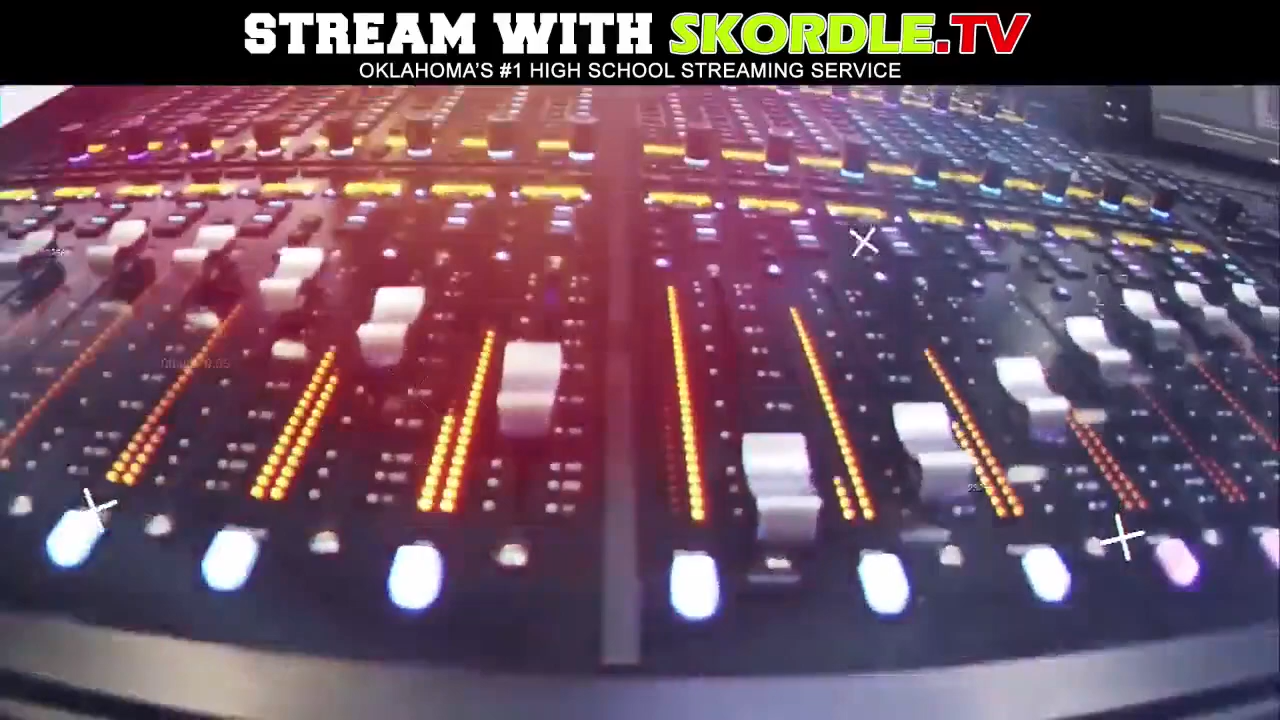 STREAM WITH SKORDLE.TV
OKLAHOMA'S #1 HIGH SCHOOL STREAMING SERVICE